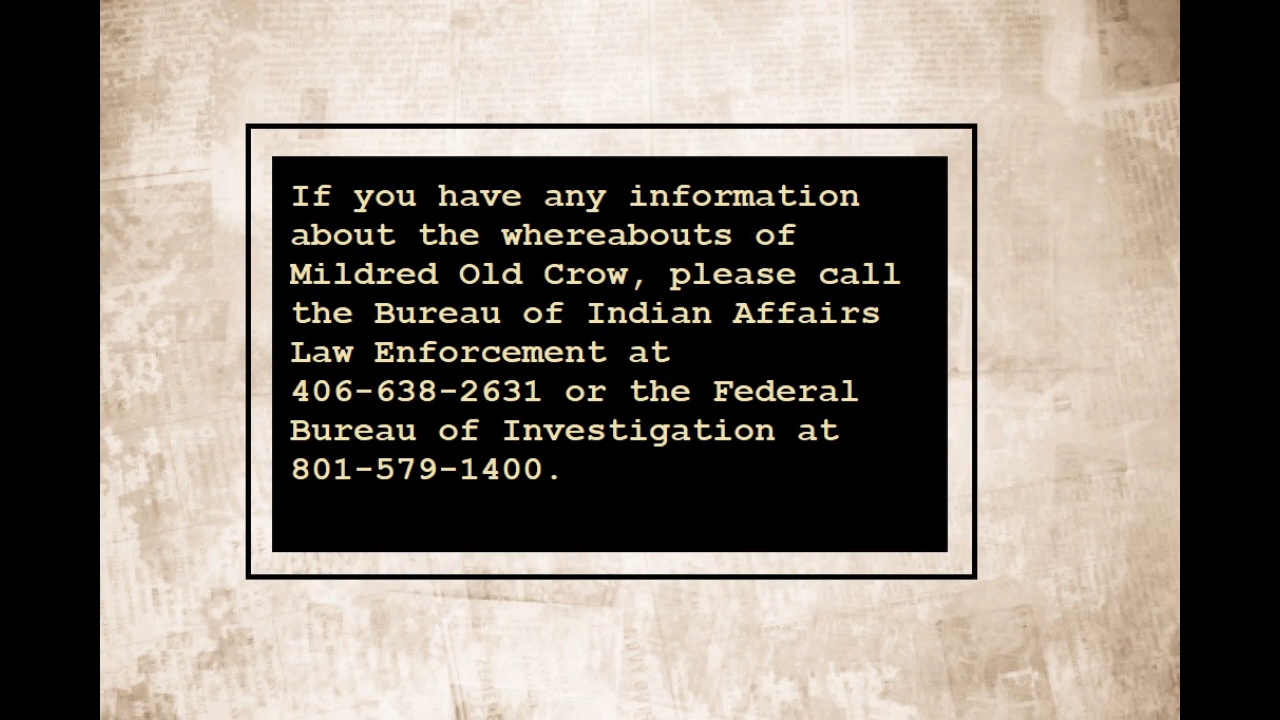 If you have any information
about the whereabouts of
Mildred Old Crow, please call
the Bureau of Indian Affairs
Law Enforcement at
406-638-2631 or the Federal
Bureau of Investigation at
801-579-1400.